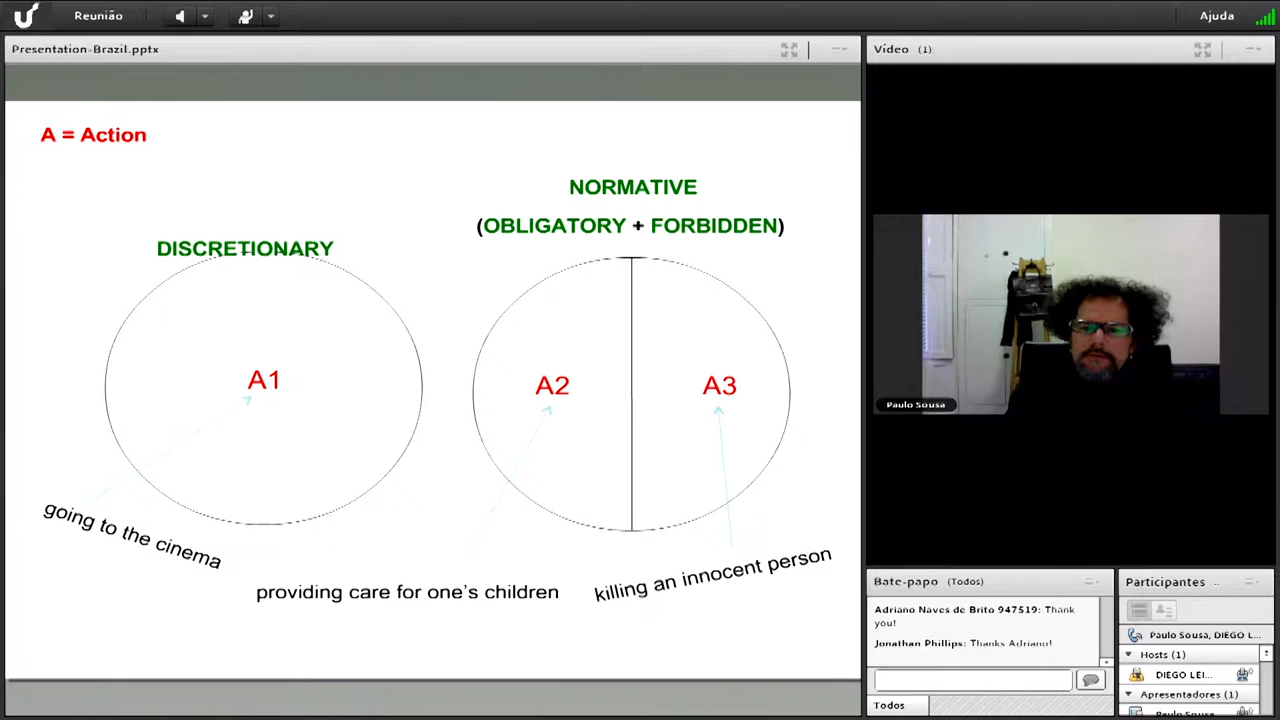 Reunião
Ajuda
Presentation-Brazil.pptx
A = Action
NORMATIVE
(OBLIGATORY + FORBIDDEN)
DISCRETIONARY
A1
A2
A3
going to the cinema
providing care for one's children
killing an innocent person
Vídeo (1)
Paulo Sousa
Bate-papo (Todos)
Adriano Naves de Brito 947519: Thank
you!
Jonathan Phillips: Thanks Adriano!
Todos
Participantes ..
Paulo Sousa, DIEGO L...
Hosts (1)
DIEGO LEI...
Apresentadores (1)
Paulo Sousa